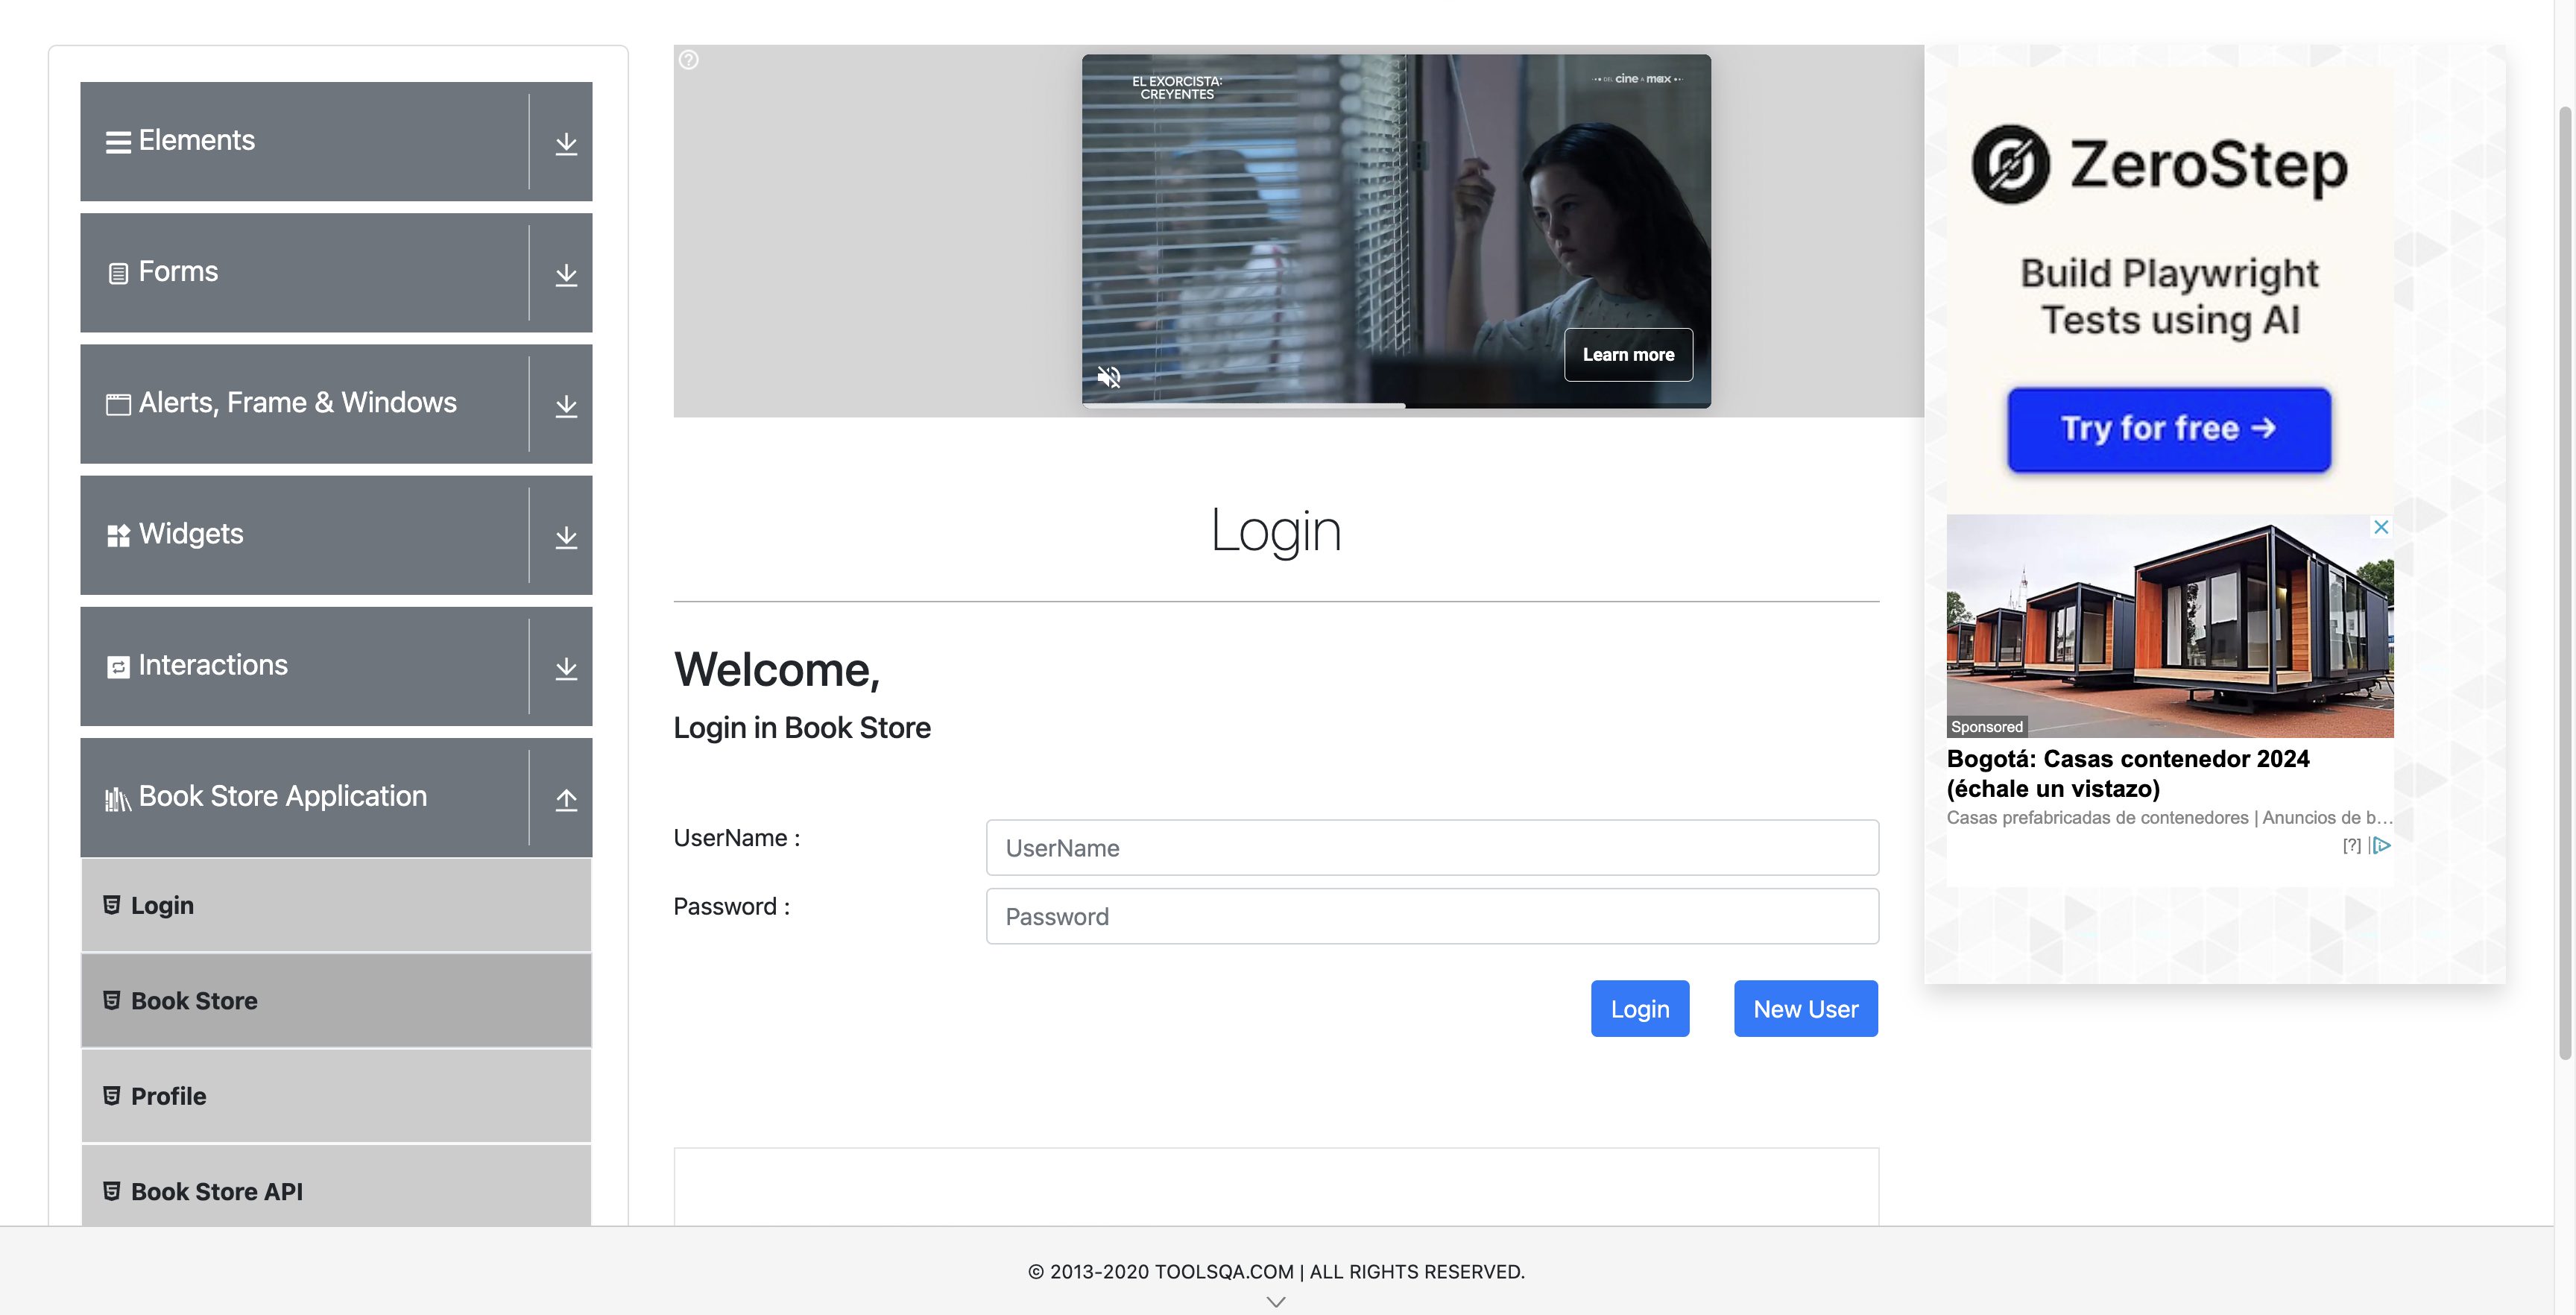 Elements
Forms
Alerts, Frame & Windows
Widgets
Interactions
Book Store Application
Login
Book Store
Profile
Book Store API
EL EXORCISTA:
CREYENTES
DEL cine A max
Learn more
Login
Welcome,
Login in Book Store
UserName :
UserName
Password :
Password
Login
New User
ZeroStep
Build Playwright
Tests using AI
Try for free →
Sponsored
Bogotá: Casas contenedor 2024
(échale un vistazo)
Casas prefabricadas de contenedores | Anuncios de b...
[?]
© 2013-2020 TOOLSQA.COM | ALL RIGHTS RESERVED.